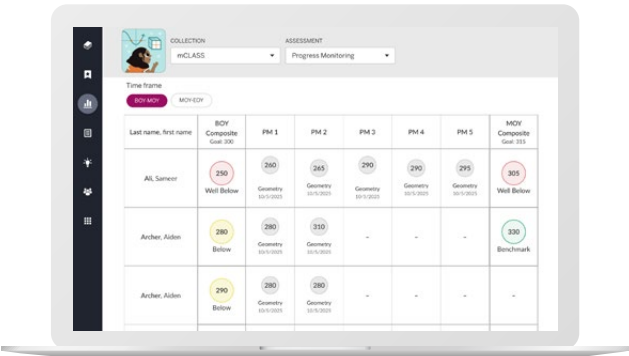 COLLECTION ASSESSMENT
mCLASS Progress Monitoring
Time frame
BOY-MOY MOY-EOY
Last name, first name BOY Composite Goal: 300 PM 1 PM 2 PM 3 PM 4 PM 5 MOY Composite Goal: 315
Ali, Sameer 250 Well Below 260 Geometry 10/5/2025 265 Geometry 10/5/2025 290 Geometry 10/5/2025 290 Geometry 10/5/2025 295 Geometry 10/5/2025 305 Well Below
Archer, Aiden 280 Below 280 Geometry 10/5/2025 310 Geometry 10/5/2025 - - - 330 Benchmark
Archer, Aiden 290 Below 280 Geometry 10/5/2025 280 Geometry 10/5/2025 - - - -